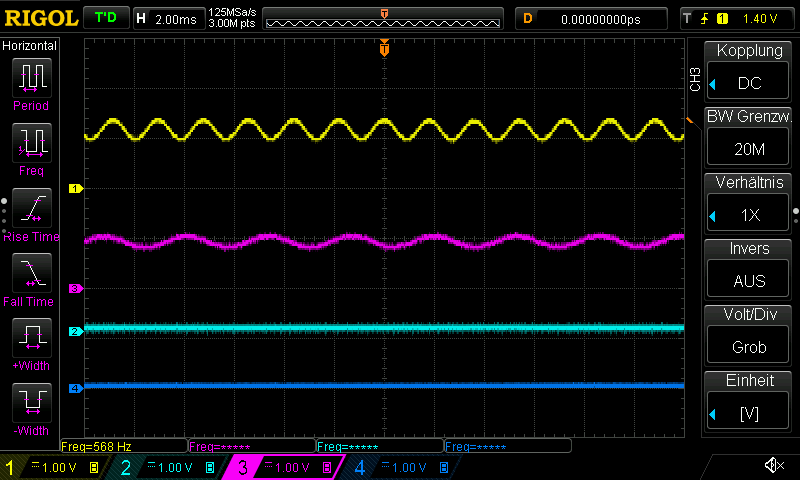 RIGOL T'D H 2.00ms 125MSa/s
3.00M pts
T
D 0.00000000ps T 1 1.40 V
Horizontal
Period
Freq
Rise Time
Fall Time
+Width
-Width
T
1
3
2
4
CH3
Kopplung
DC
BW Grenzw.
20M
Verhältnis
1X
Invers
AUS
Volt/Div
Grob
Einheit
[V]
Freq=568 Hz Freq=***** Freq=***** Freq=*****
1 1.00 V B 2 1.00 V B 3 1.00 V B 4 1.00 V B